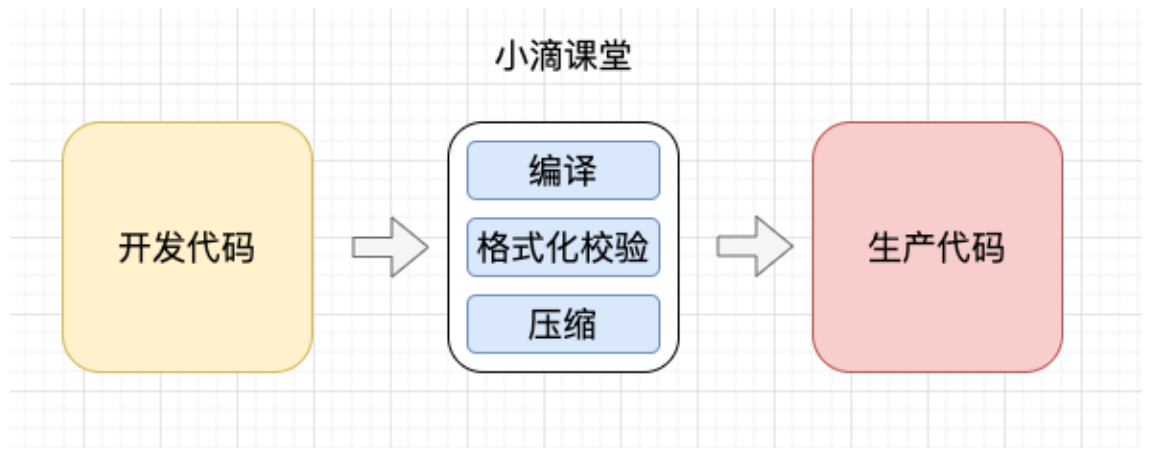 小滴课堂
开发代码
编译
格式化校验
压缩
生产代码